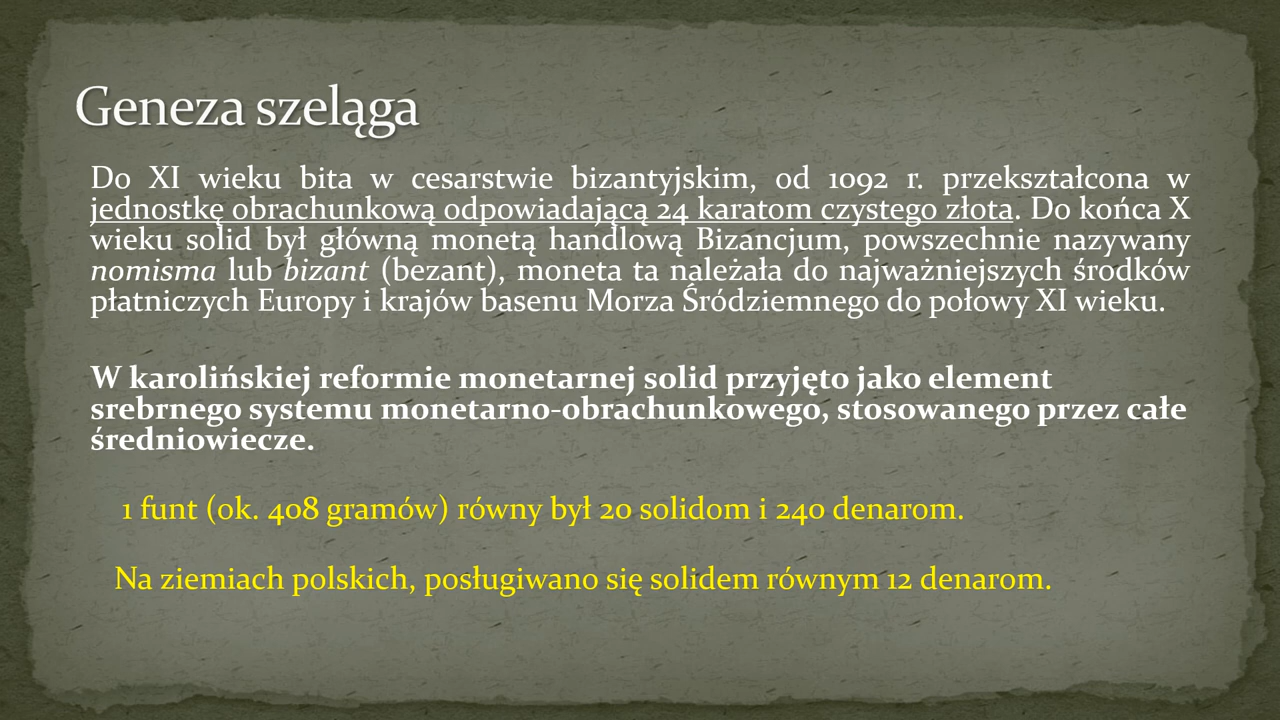 Geneza szeląga
Do XI wieku bita w cesarstwie bizantyjskim, od 1092 r. przekształcona w
jednostkę obrachunkową odpowiadającą 24 karatom czystego złota. Do końca X
wieku solid był główną monetą handlową Bizancjum, powszechnie nazywany
nomisma lub bizant (bezant), moneta ta należała do najważniejszych środków
płatniczych Europy i krajów basenu Morza Śródziemnego do połowy XI wieku.
W karolińskiej reformie monetarnej solid przyjęto jako element
srebrnego systemu monetarno-obrachunkowego, stosowanego przez całe
średniowiecze.
1 funt (ok. 408 gramów) równy był 20 solidom i 240 denarom.
Na ziemiach polskich, posługiwano się solidem równym 12 denarom.